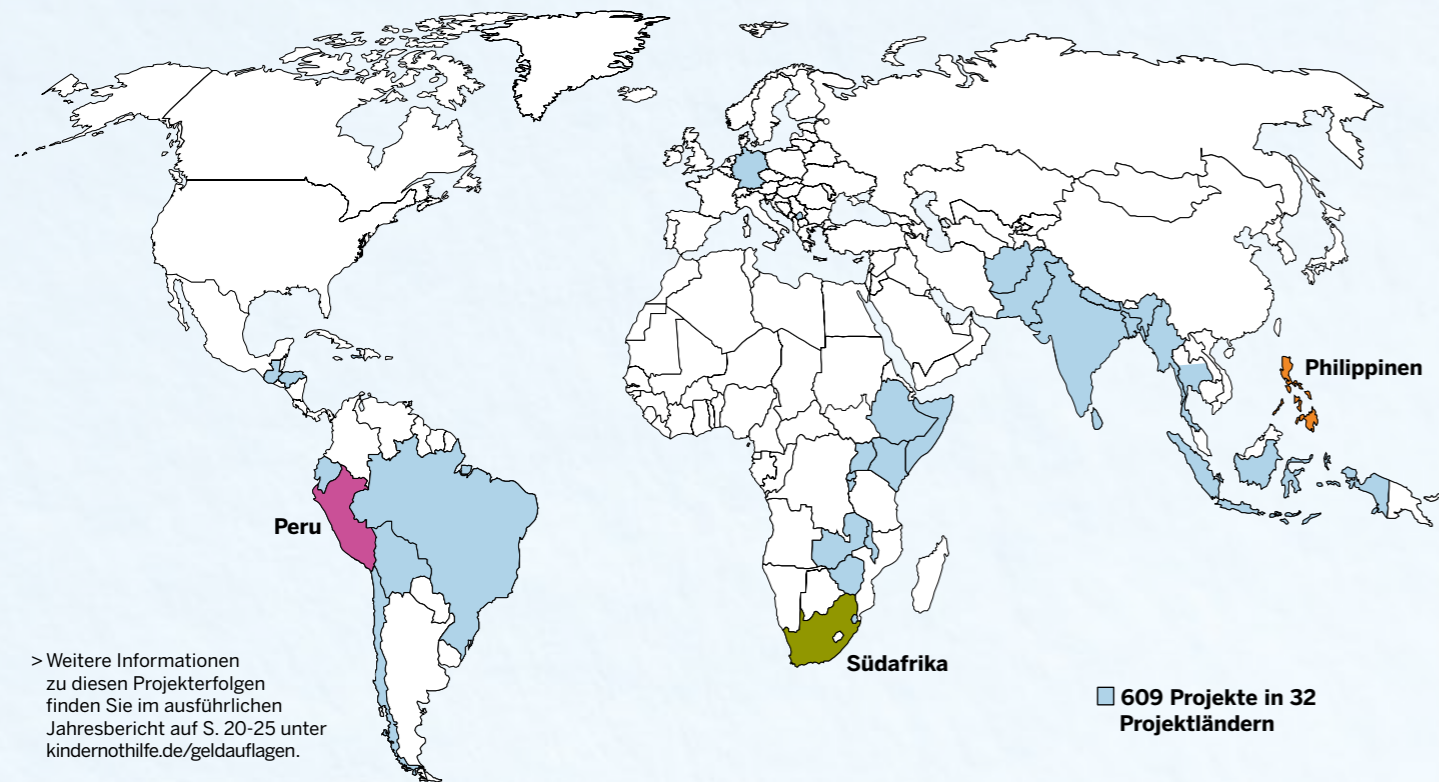 Philippinen
Peru
Südafrika
> Weitere Informationen
zu diesen Projekterfolgen
finden Sie im ausführlichen
Jahresbericht auf S. 20-25 unter
kindernothilfe.de/geldauflagen.
609 Projekte in 32
Projektländern